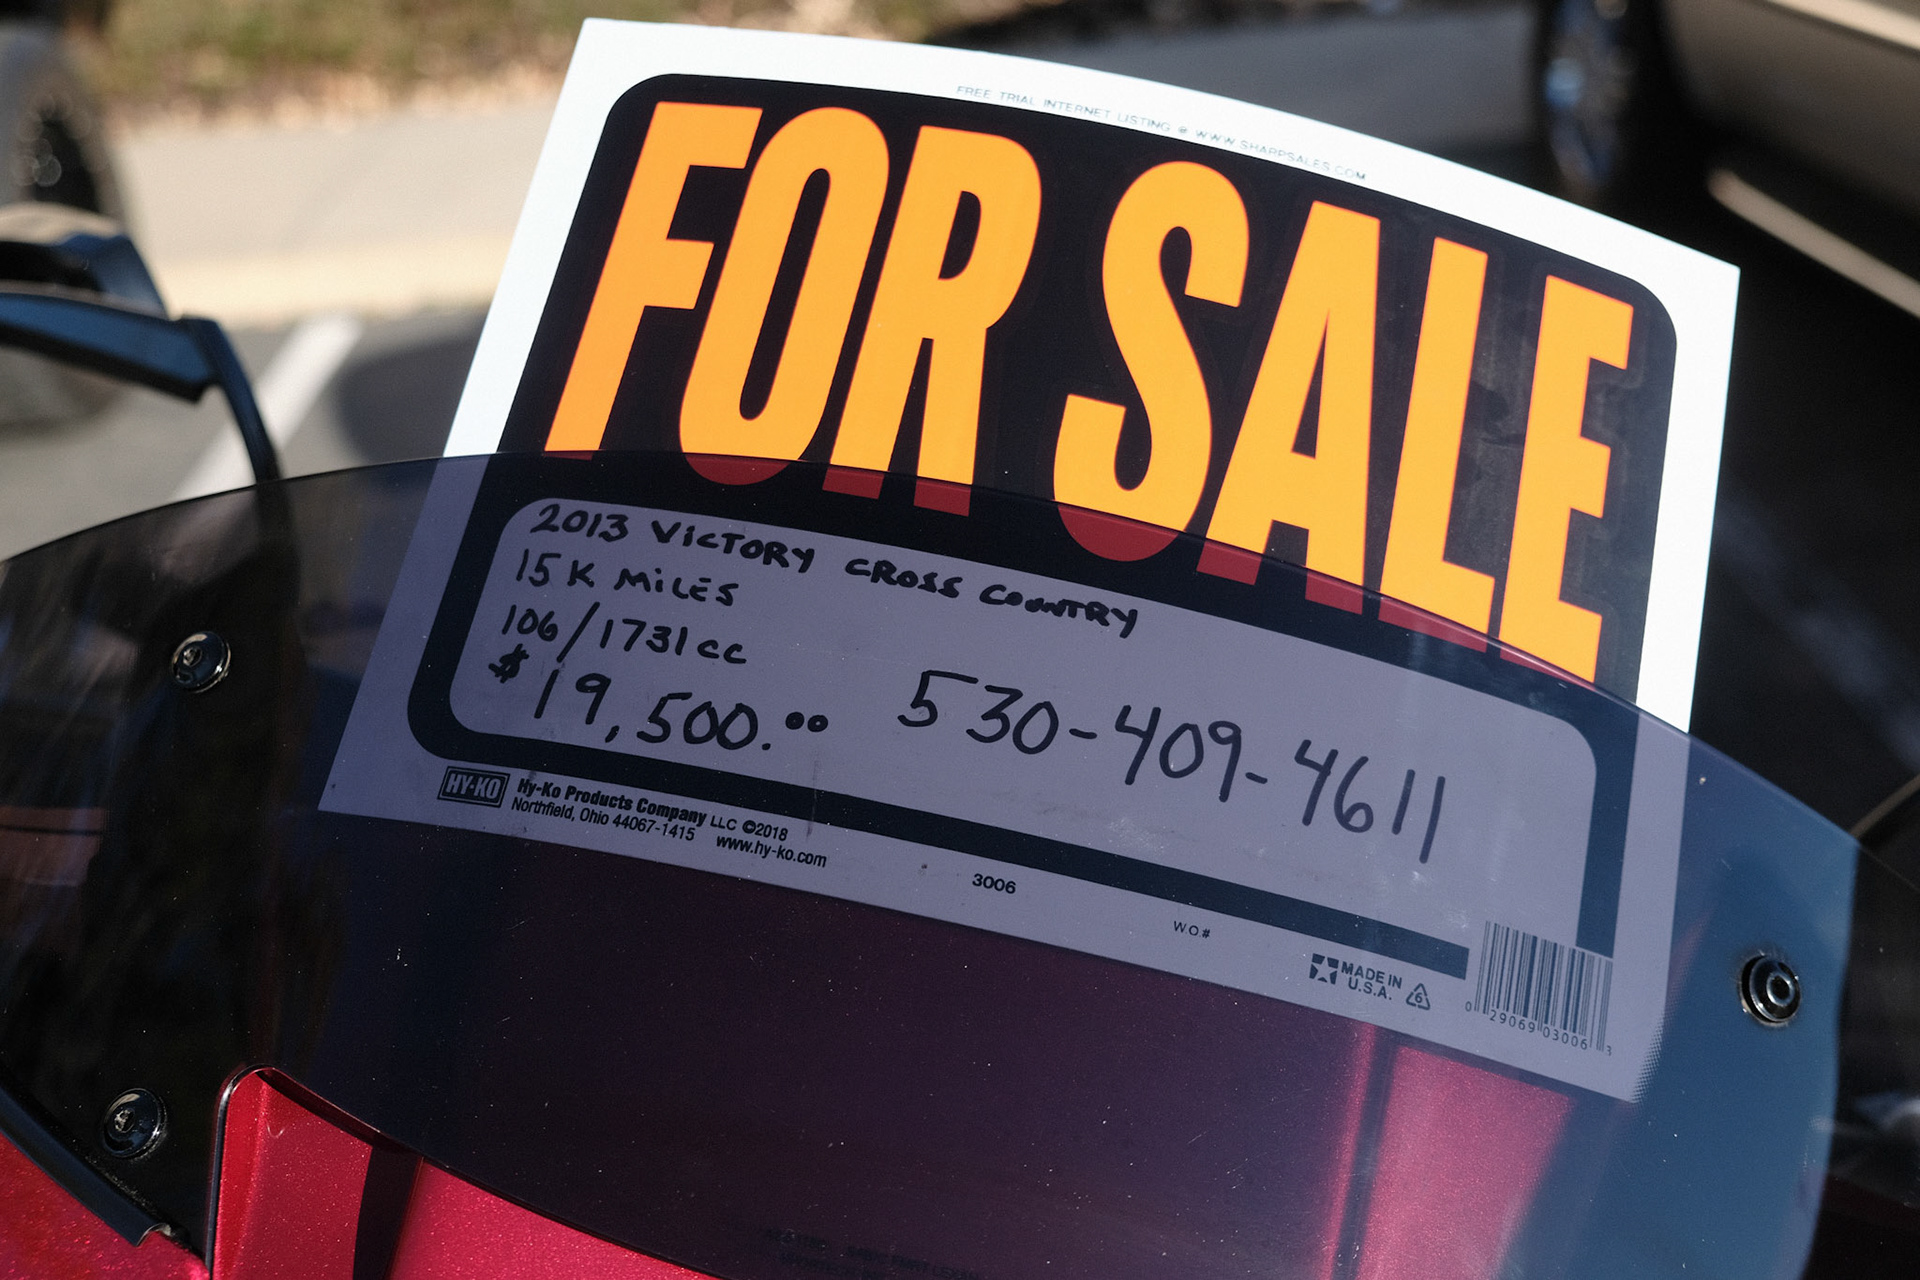 FREE TRIAL INTERNET LISTING @ WWW.SHARPSALES.COM
FOR SALE
2013 VICTORY CROSS COUNTRY
15K MILES
106/1731cc
$19,500.00 530-409-4611
HY-KO Hy-Ko Products Company LLC ©2018
Northfield, Ohio 44067-1415 www.hy-ko.com
3006
W.O.#
MADE IN
U.S.A.
6
0 29069 03006 3